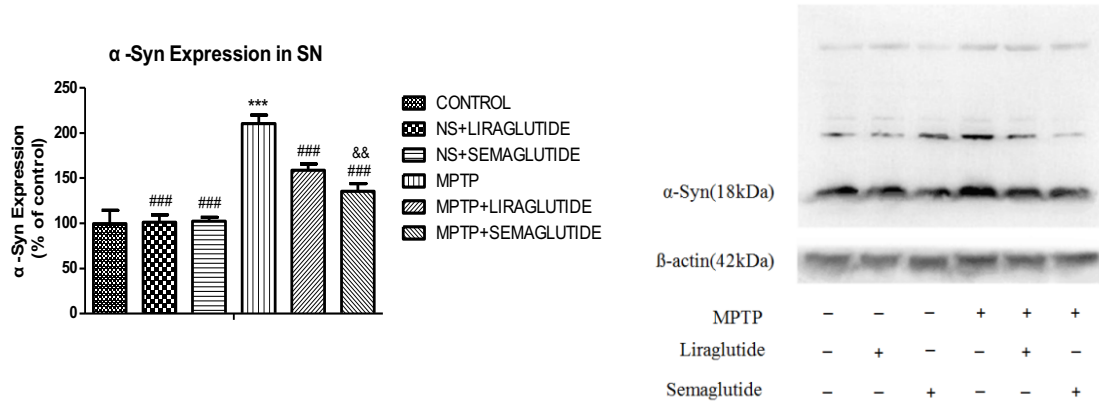 α -Syn Expression in SN
250
200
150
100
50
0
α -Syn Expression
(% of control)
***
###
###
###
&&
###
CONTROL
NS+LIRAGLUTIDE
NS+SEMAGLUTIDE
MPTP
MPTP+LIRAGLUTIDE
MPTP+SEMAGLUTIDE
α-Syn(18kDa)
ß-actin(42kDa)
MPTP − − − + + +
Liraglutide − + − − + −
Semaglutide − − + − − +